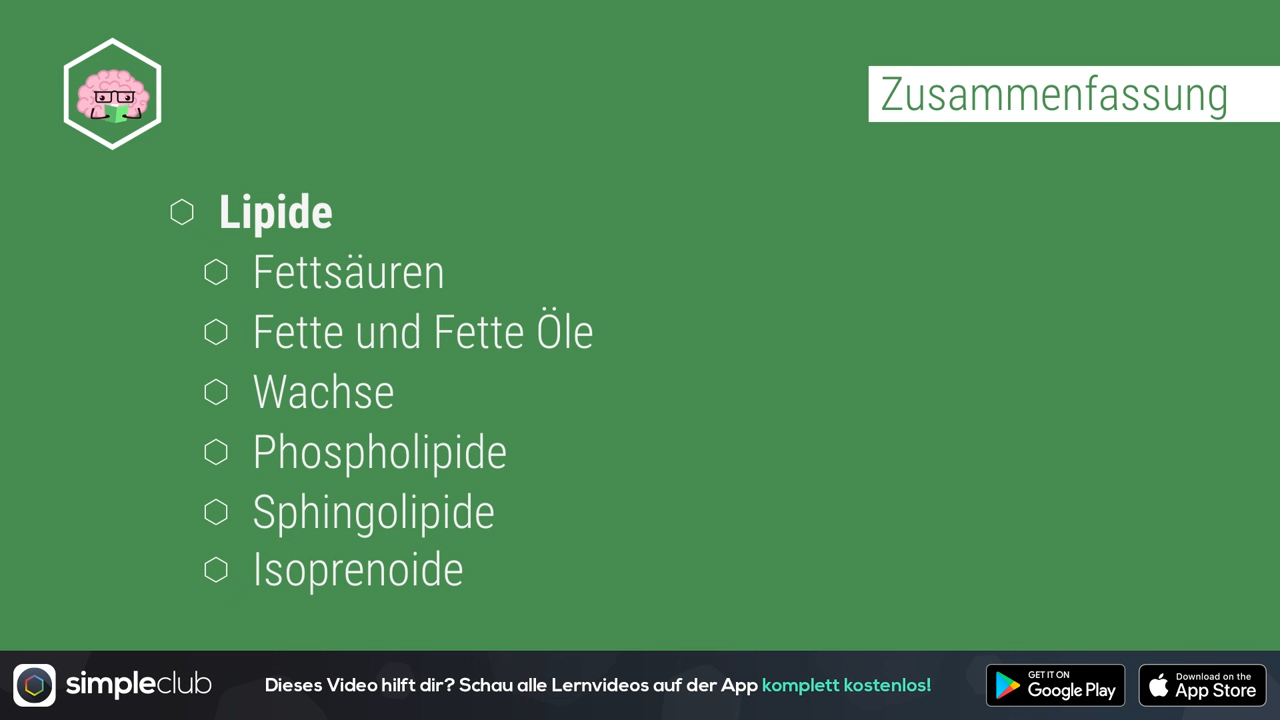 Zusammenfassung
Lipide
Fettsäuren
Fette und Fette Öle
Wachse
Phospholipide
Sphingolipide
Isoprenoide
simpleclub
Dieses Video hilft dir? Schau alle Lernvideos auf der App komplett kostenlos!
GET IT ON
Google Play
Download on the
App Store